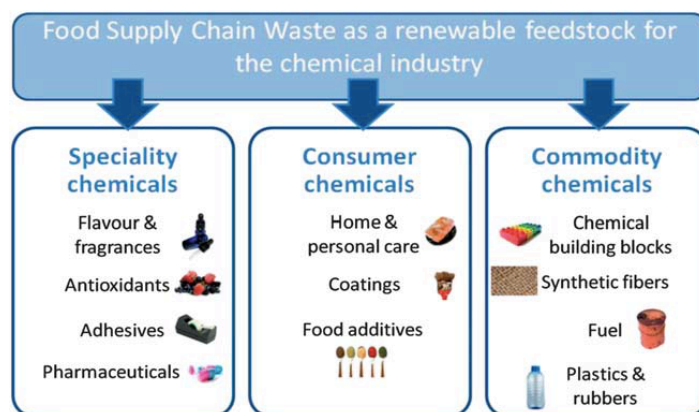 Food Supply Chain Waste as a renewable feedstock for
the chemical industry
Speciality
chemicals
Flavour &
fragrances
Antioxidants
Adhesives
Pharmaceuticals
Consumer
chemicals
Home &
personal care
Coatings
Food additives
Commodity
chemicals
Chemical
building blocks
Synthetic fibers
Fuel
Plastics &
rubbers